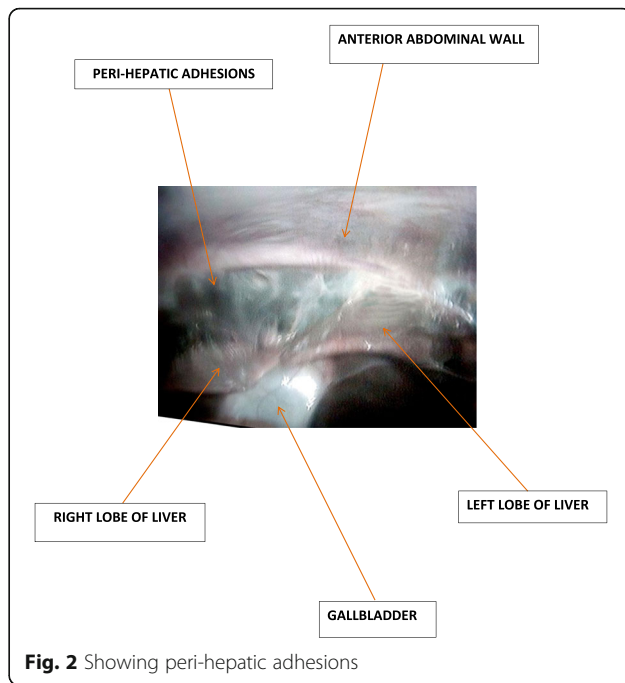 ANTERIOR ABDOMINAL WALL
PERI-HEPATIC ADHESIONS
RIGHT LOBE OF LIVER
LEFT LOBE OF LIVER
GALLBLADDER
Fig. 2 Showing peri-hepatic adhesions